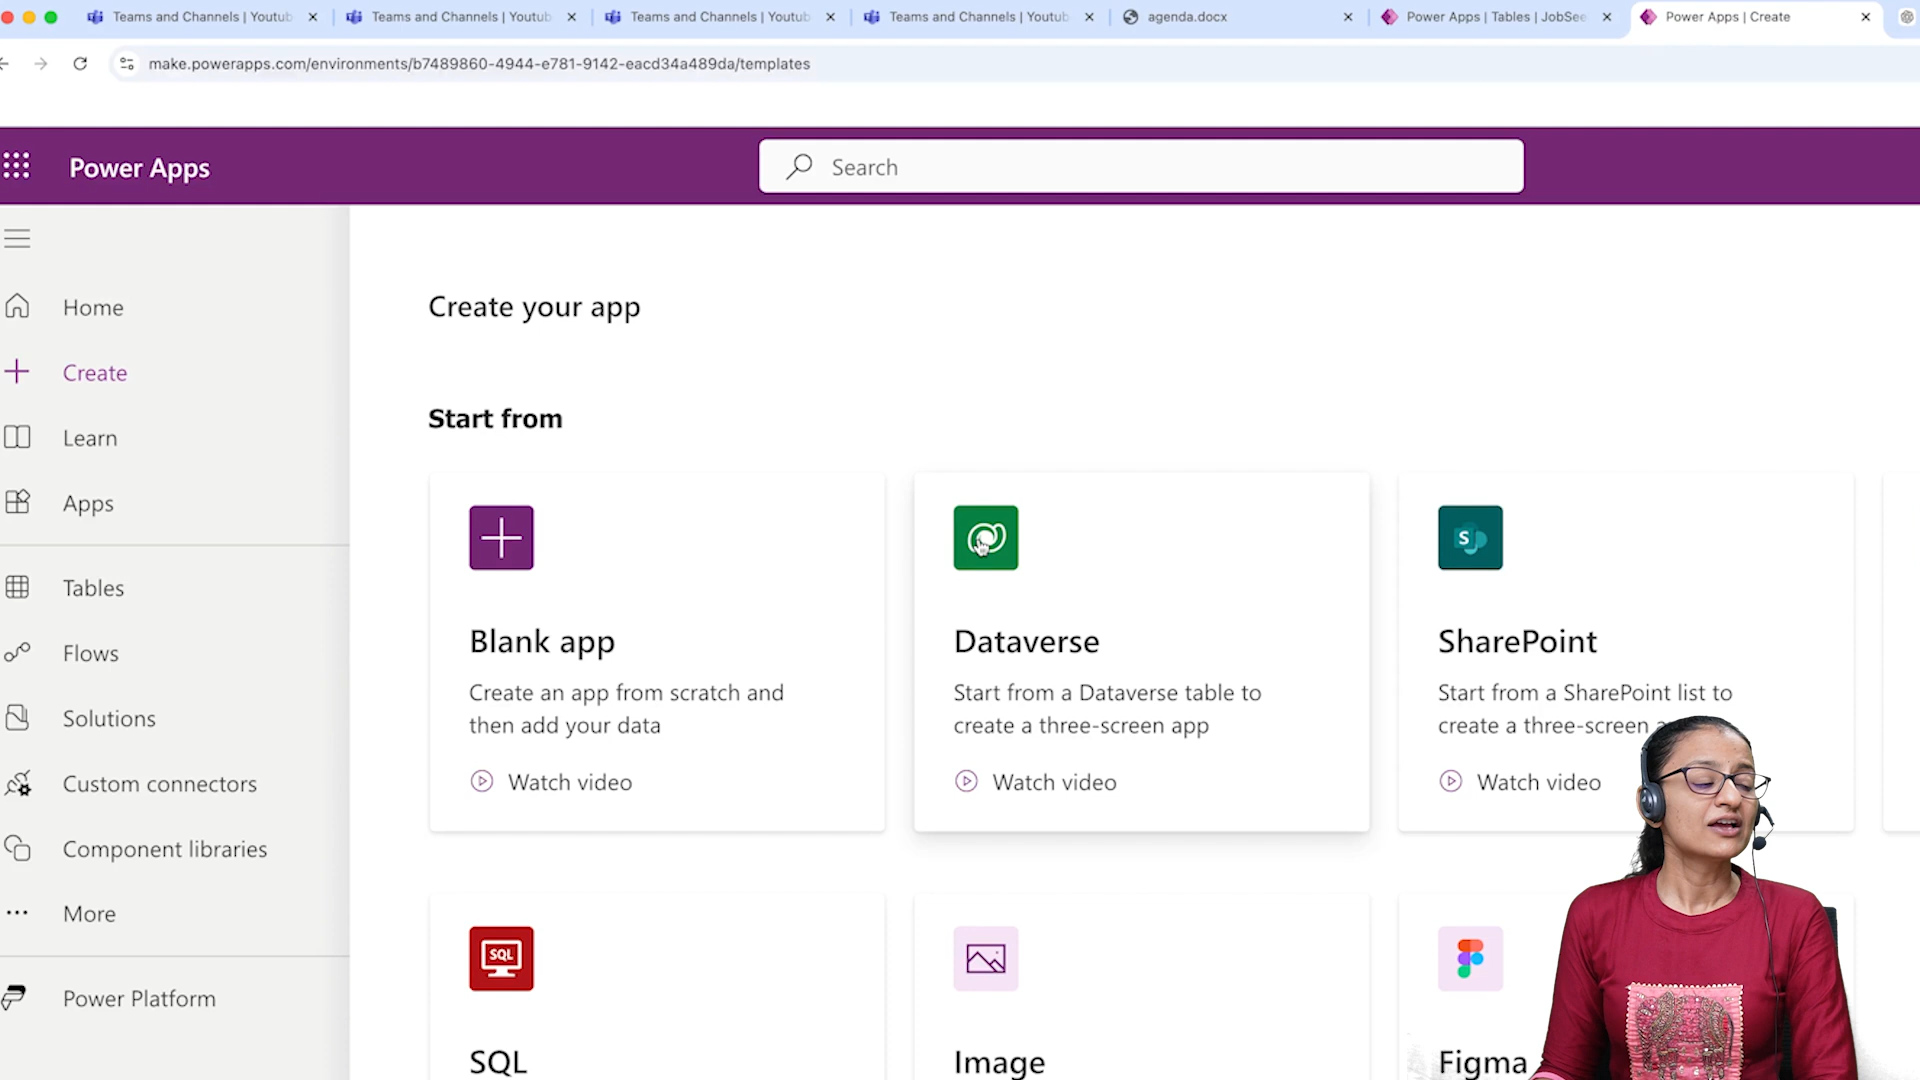 Teams and Channels | Youtub
Teams and Channels | Youtub
Teams and Channels | Youtub
Teams and Channels | Youtub
agenda.docx
Power Apps | Tables | JobSee
Power Apps | Create
make.powerapps.com/environments/b7489860-4944-e781-9142-eacd34a489da/templates
Power Apps
Search
Home
Create
Learn
Apps
Tables
Flows
Solutions
Custom connectors
Component libraries
More
Power Platform
Create your app
Start from
Blank app
Create an app from scratch and
then add your data
Watch video
Dataverse
Start from a Dataverse table to
create a three-screen app
Watch video
S
SharePoint
Start from a SharePoint list to
create a three-screen
Watch video
SQL
SQL
Image
Figma